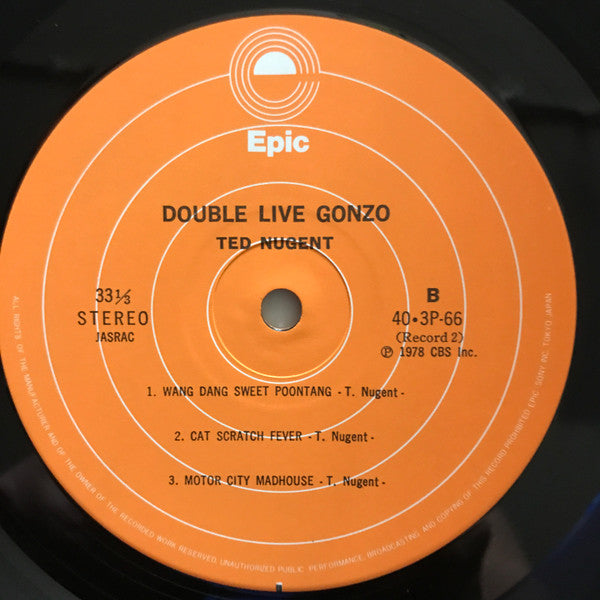 Epic
DOUBLE LIVE GONZO
TED NUGENT
33⅓
STEREO
JASRAC
B
40・3P-66
(Record 2)
Ⓟ 1978 CBS Inc.
1. WANG DANG SWEET POONTANG - T. Nugent -
2. CAT SCRATCH FEVER - T. Nugent -
3. MOTOR CITY MADHOUSE - T. Nugent -
ALL RIGHTS OF THE MANUFACTURER AND OF THE OWNER OF THE RECORDED WORK RESERVED. UNAUTHORIZED PUBLIC PERFORMANCE, BROADCASTING AND COPYING OF THIS RECORD PROHIBITED EPIC SONY INC. TOKYO JAPAN